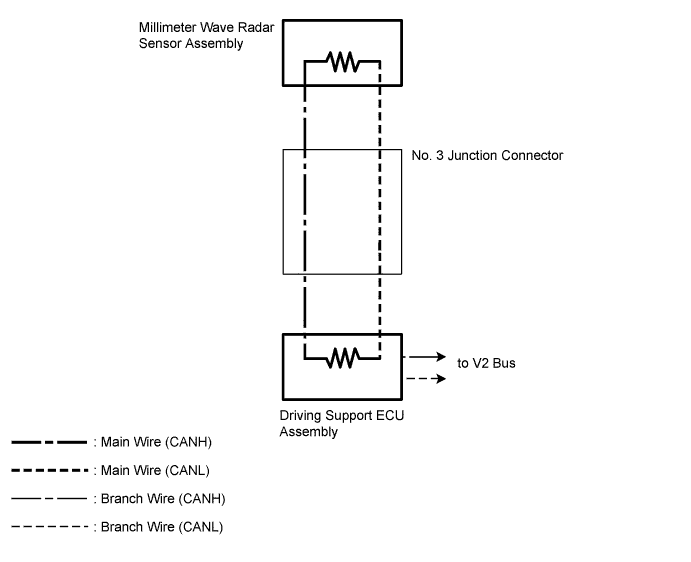 Millimeter Wave Radar
Sensor Assembly
No. 3 Junction Connector
to V2 Bus
Driving Support ECU
Assembly
: Main Wire (CANH)
: Main Wire (CANL)
: Branch Wire (CANH)
: Branch Wire (CANL)